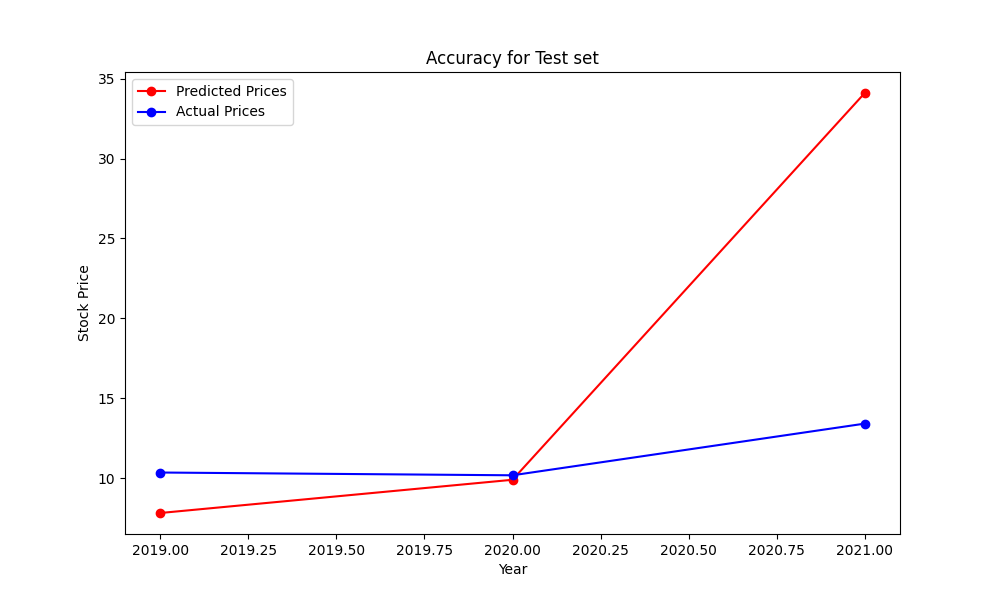 Accuracy for Test set
Predicted Prices
Actual Prices
35
30
25
20
15
10
Stock Price
2019.00 2019.25 2019.50 2019.75 2020.00 2020.25 2020.50 2020.75 2021.00
Year